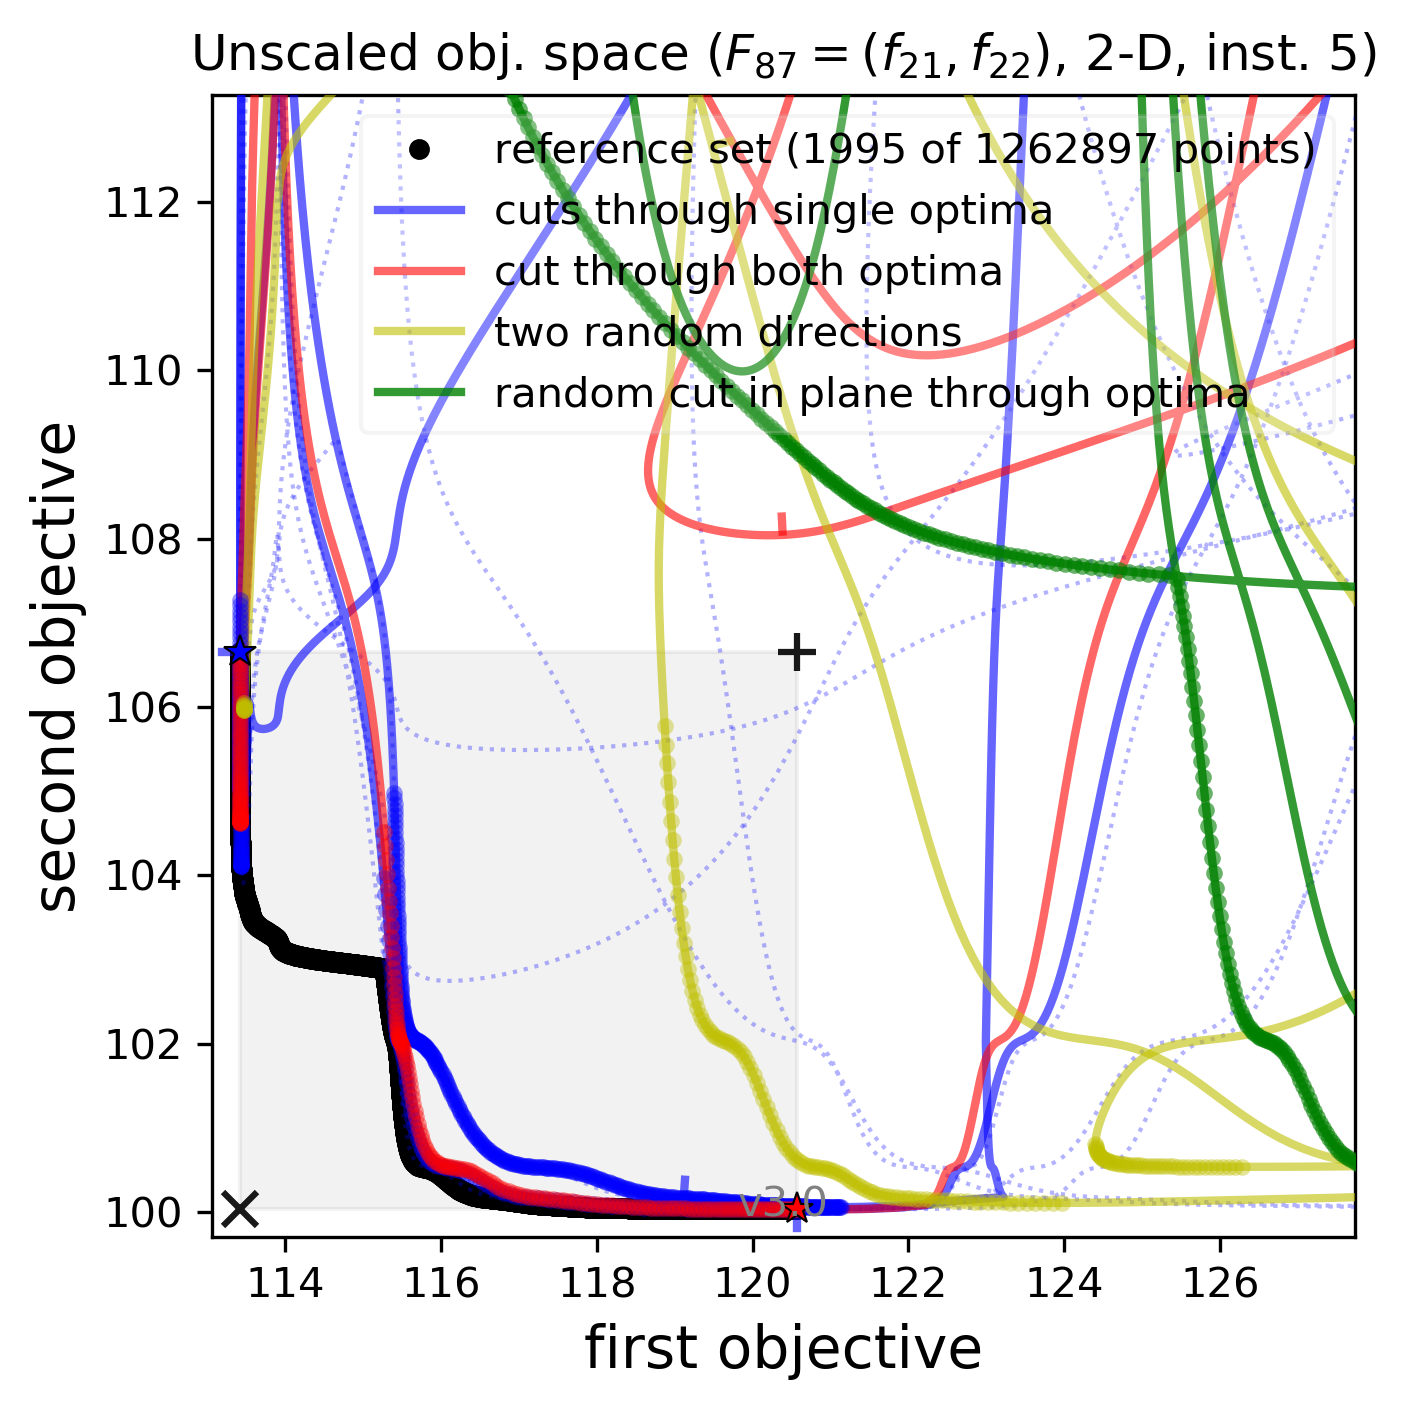 Unscaled obj. space (F₈₇ = (f₂₁, f₂₂), 2-D, inst. 5)
reference set (1995 of 1262897 points)
cuts through single optima
cut through both optima
two random directions
random cut in plane through optima
112
110
108
106
104
102
100
second objective
v3.0
114
116
118
120
122
124
126
first objective